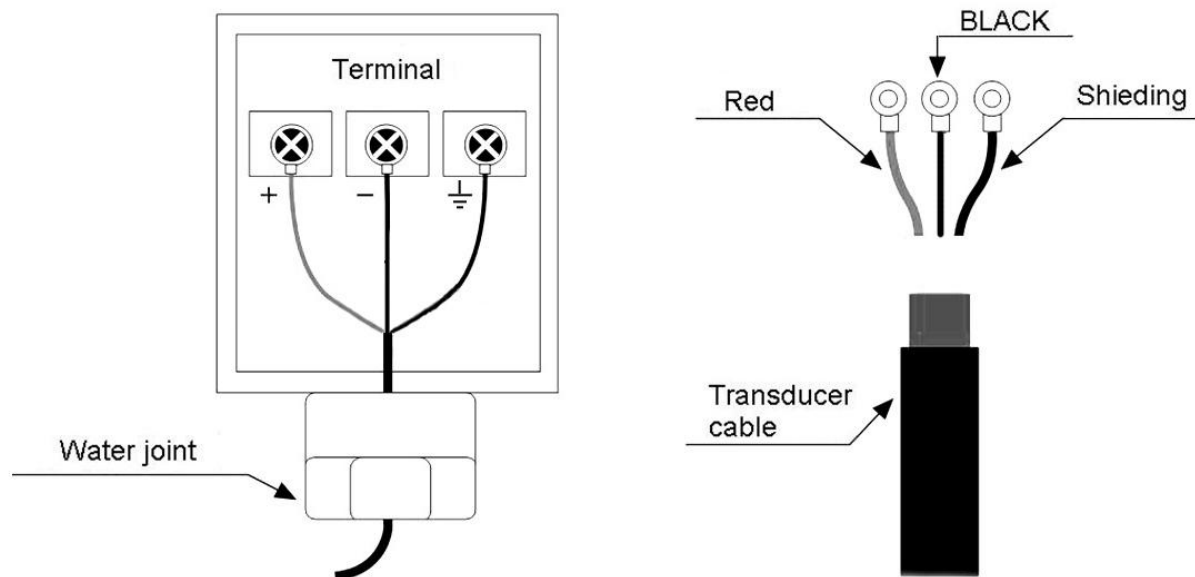 Terminal
+
−
Water joint
BLACK
Red
Shieding
Transducer
cable